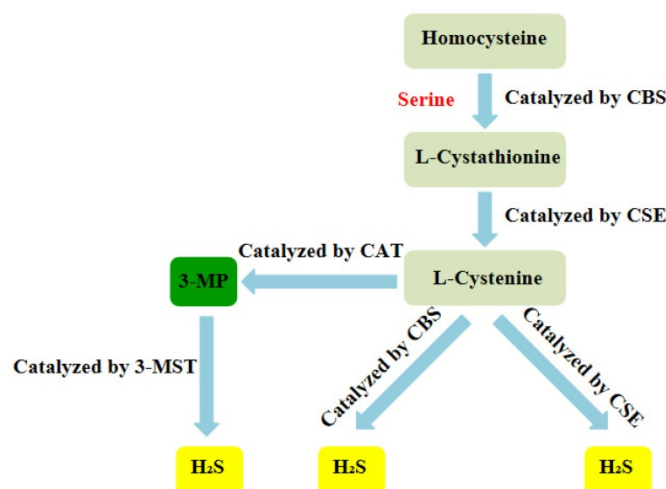 Homocysteine
Serine
Catalyzed by CBS
L-Cystathionine
Catalyzed by CSE
Catalyzed by CAT
3-MP
L-Cystenine
Catalyzed by 3-MST
Catalyzed by CBS
Catalyzed by CSE
H₂S
H₂S
H₂S